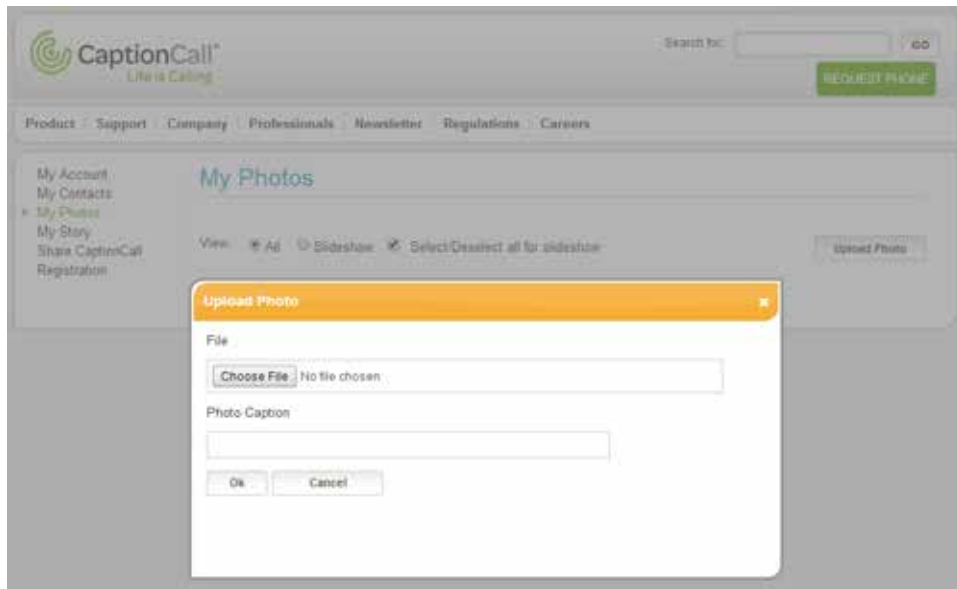 CaptionCall
Life is Calling
Search for:
GO
REQUEST PHONE
Product Support Company Professionals Newsletter Regulations Careers
My Account
My Contacts
My Photos
My Story
Share CaptionCall
Registration
My Photos
View: All Slideshow Select/Deselect all for slideshow
Upload Photo
Upload Photo
File
Choose File No file chosen
Photo Caption
Ok Cancel